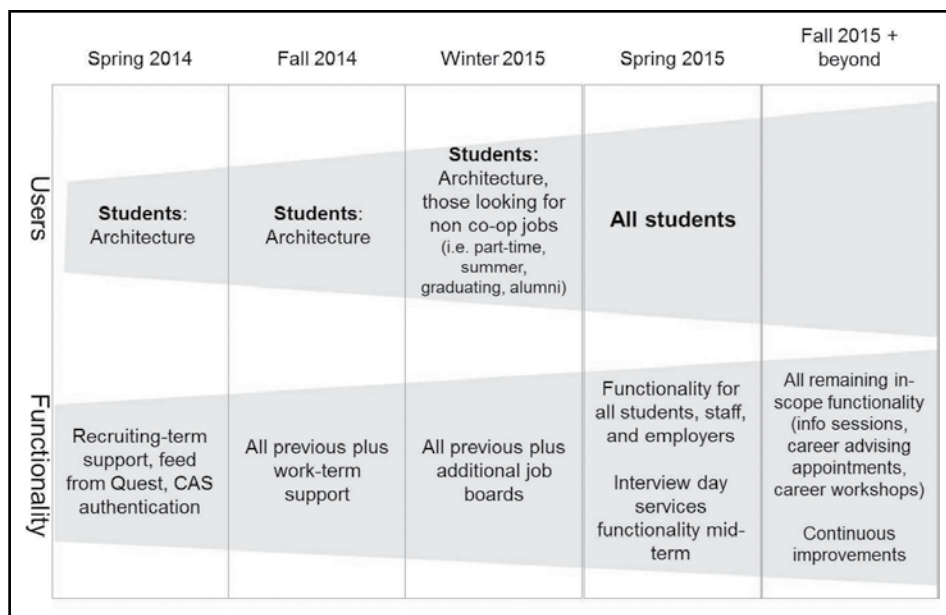 Spring 2014
Fall 2014
Winter 2015
Spring 2015
Fall 2015 +
beyond
Users
Students:
Architecture
Students:
Architecture
Students:
Architecture,
those looking for
non co-op jobs
(i.e. part-time,
summer,
graduating, alumni)
All students
Functionality
Recruiting-term
support, feed
from Quest, CAS
authentication
All previous plus
work-term
support
All previous plus
additional job
boards
Functionality for
all students, staff,
and employers
Interview day
services
functionality mid-
term
All remaining in-
scope functionality
(info sessions,
career advising
appointments,
career workshops)
Continuous
improvements